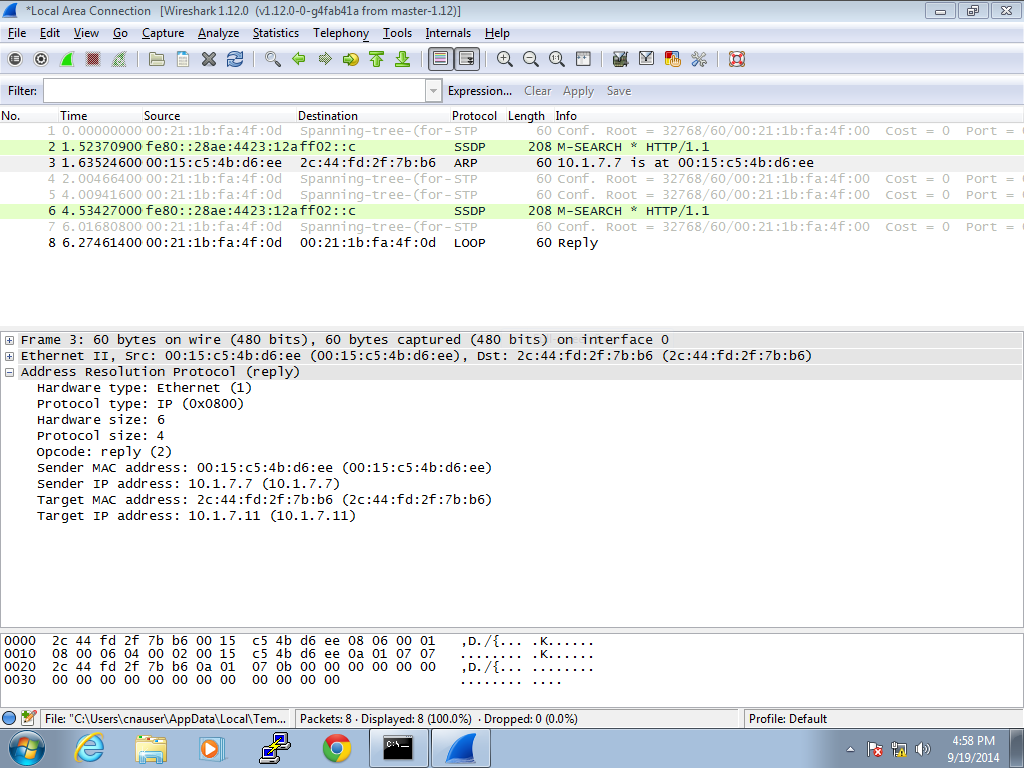 *Local Area Connection [Wireshark 1.12.0 (v1.12.0-0-g4fab41a from master-1.12)]
File Edit View Go Capture Analyze Statistics Telephony Tools Internals Help
Filter: Expression... Clear Apply Save
No. Time Source Destination Protocol Length Info
1 0.00000000 00:21:1b:fa:4f:0d Spanning-tree-(for- STP 60 Conf. Root = 32768/60/00:21:1b:fa:4f:00 Cost = 0 Port =
2 1.52370900 fe80::28ae:4423:12a ff02::c SSDP 208 M-SEARCH * HTTP/1.1
3 1.63524600 00:15:c5:4b:d6:ee 2c:44:fd:2f:7b:b6 ARP 60 10.1.7.7 is at 00:15:c5:4b:d6:ee
4 2.00466400 00:21:1b:fa:4f:0d Spanning-tree-(for- STP 60 Conf. Root = 32768/60/00:21:1b:fa:4f:00 Cost = 0 Port =
5 4.00941600 00:21:1b:fa:4f:0d Spanning-tree-(for- STP 60 Conf. Root = 32768/60/00:21:1b:fa:4f:00 Cost = 0 Port =
6 4.53427000 fe80::28ae:4423:12a ff02::c SSDP 208 M-SEARCH * HTTP/1.1
7 6.01680800 00:21:1b:fa:4f:0d Spanning-tree-(for- STP 60 Conf. Root = 32768/60/00:21:1b:fa:4f:00 Cost = 0 Port =
8 6.27461400 00:21:1b:fa:4f:0d 00:21:1b:fa:4f:0d LOOP 60 Reply
Frame 3: 60 bytes on wire (480 bits), 60 bytes captured (480 bits) on interface 0
Ethernet II, Src: 00:15:c5:4b:d6:ee (00:15:c5:4b:d6:ee), Dst: 2c:44:fd:2f:7b:b6 (2c:44:fd:2f:7b:b6)
Address Resolution Protocol (reply)
Hardware type: Ethernet (1)
Protocol type: IP (0x0800)
Hardware size: 6
Protocol size: 4
Opcode: reply (2)
Sender MAC address: 00:15:c5:4b:d6:ee (00:15:c5:4b:d6:ee)
Sender IP address: 10.1.7.7 (10.1.7.7)
Target MAC address: 2c:44:fd:2f:7b:b6 (2c:44:fd:2f:7b:b6)
Target IP address: 10.1.7.11 (10.1.7.11)
0000 2c 44 fd 2f 7b b6 00 15 c5 4b d6 ee 08 06 00 01 ,D./{... .K......
0010 08 00 06 04 00 02 00 15 c5 4b d6 ee 0a 01 07 07 ........ .K......
0020 2c 44 fd 2f 7b b6 0a 01 07 0b 00 00 00 00 00 00 ,D./{... ........
0030 00 00 00 00 00 00 00 00 00 00 00 00 ........ ....
File: "C:\Users\cnauser\AppData\Local\Tem... Packets: 8 · Displayed: 8 (100.0%) · Dropped: 0 (0.0%) Profile: Default
C:\
4:58 PM
9/19/2014